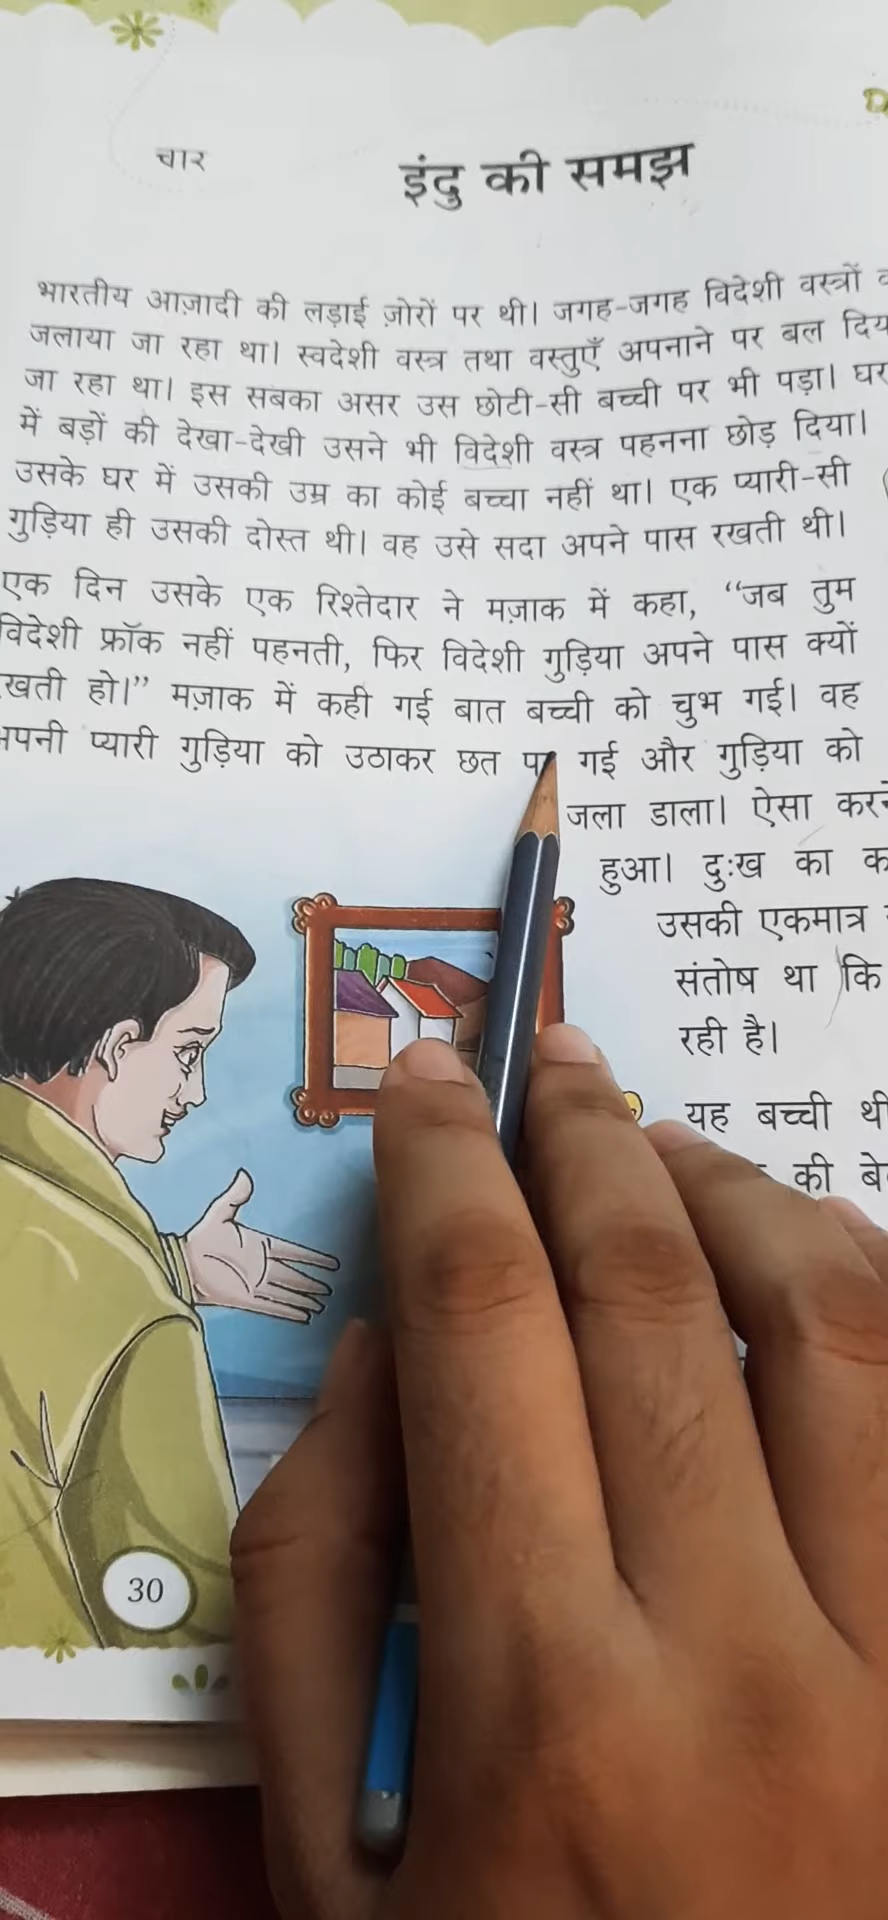 चार
इंदु की समझ
भारतीय आज़ादी की लड़ाई ज़ोरों पर थी। जगह-जगह विदेशी वस्त्रों
जलाया जा रहा था। स्वदेशी वस्त्र तथा वस्तुएँ अपनाने पर बल
जा रहा था। इस सबका असर उस छोटी-सी बच्ची पर भी पड़ा। घर
में बड़ों की देखा-देखी उसने भी विदेशी वस्त्र पहनना छोड़ दिया।
उसके घर में उसकी उम्र का कोई बच्चा नहीं था। एक प्यारी-सी
गुड़िया ही उसकी दोस्त थी। वह उसे सदा अपने पास रखती थी।
एक दिन उसके एक रिश्तेदार ने मज़ाक में कहा, “जब तुम
विदेशी फ्रॉक नहीं पहनती, फिर विदेशी गुड़िया अपने पास क्यों
हो।” मज़ाक में कही गई बात बच्ची को चुभ गई। वह
प्यारी गुड़िया को उठाकर छत गई और गुड़िया को
जला डाला। ऐसा
हुआ। दुःख का
उसकी एकमात्र
संतोष था कि
रही है।
यह बच्ची थी
की
30